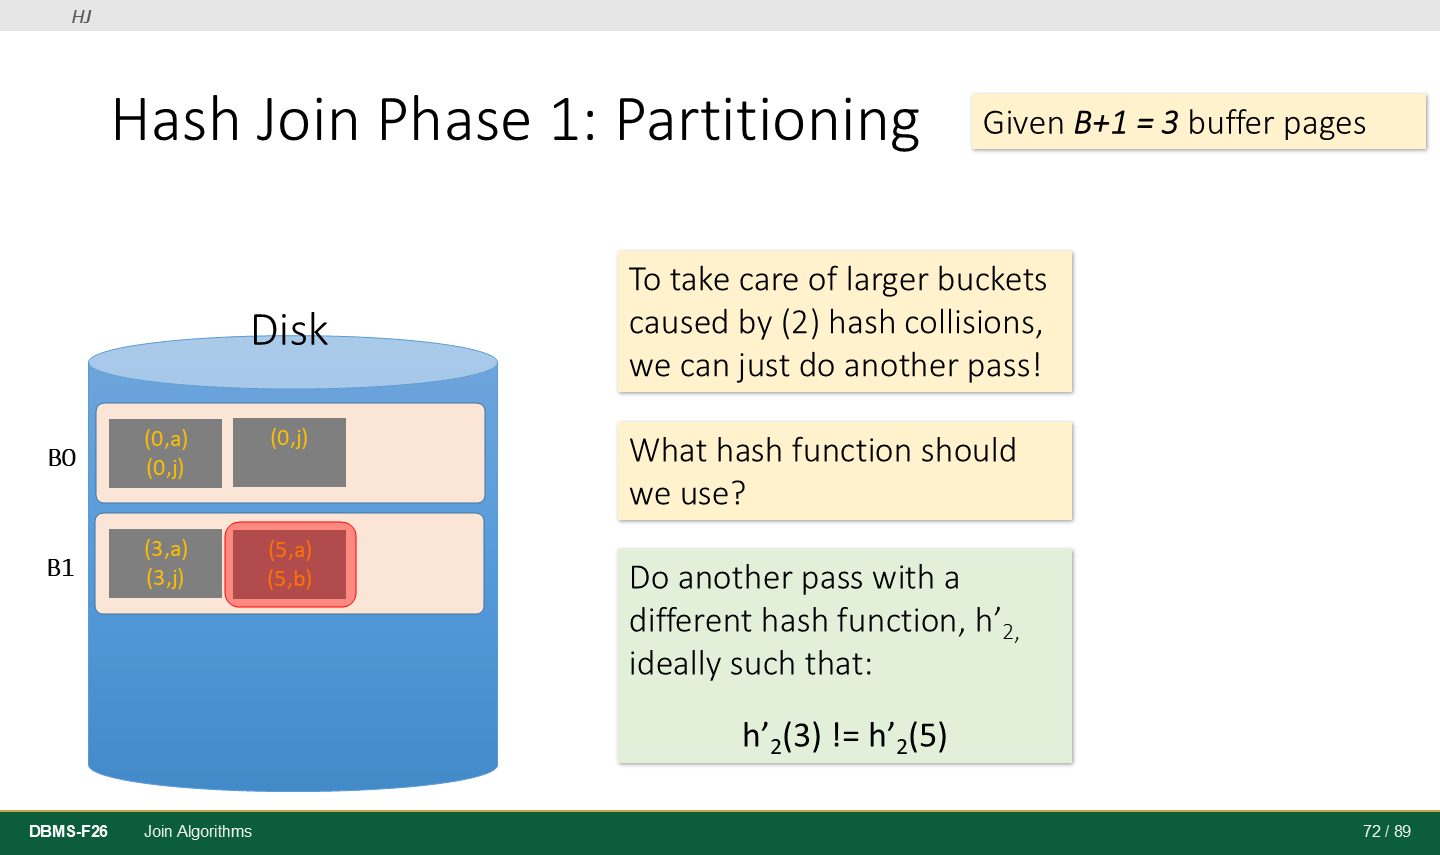 HJ
Hash Join Phase 1: Partitioning
Given B+1 = 3 buffer pages
To take care of larger buckets
caused by (2) hash collisions,
we can just do another pass!
Disk
B0
(0,a)
(0,j)
(0,j)
What hash function should
we use?
B1
(3,a)
(3,j)
(5,a)
(5,b)
Do another pass with a
different hash function, h’2,
ideally such that:
h’2(3) != h’2(5)
DBMS-F26 Join Algorithms 72 / 89